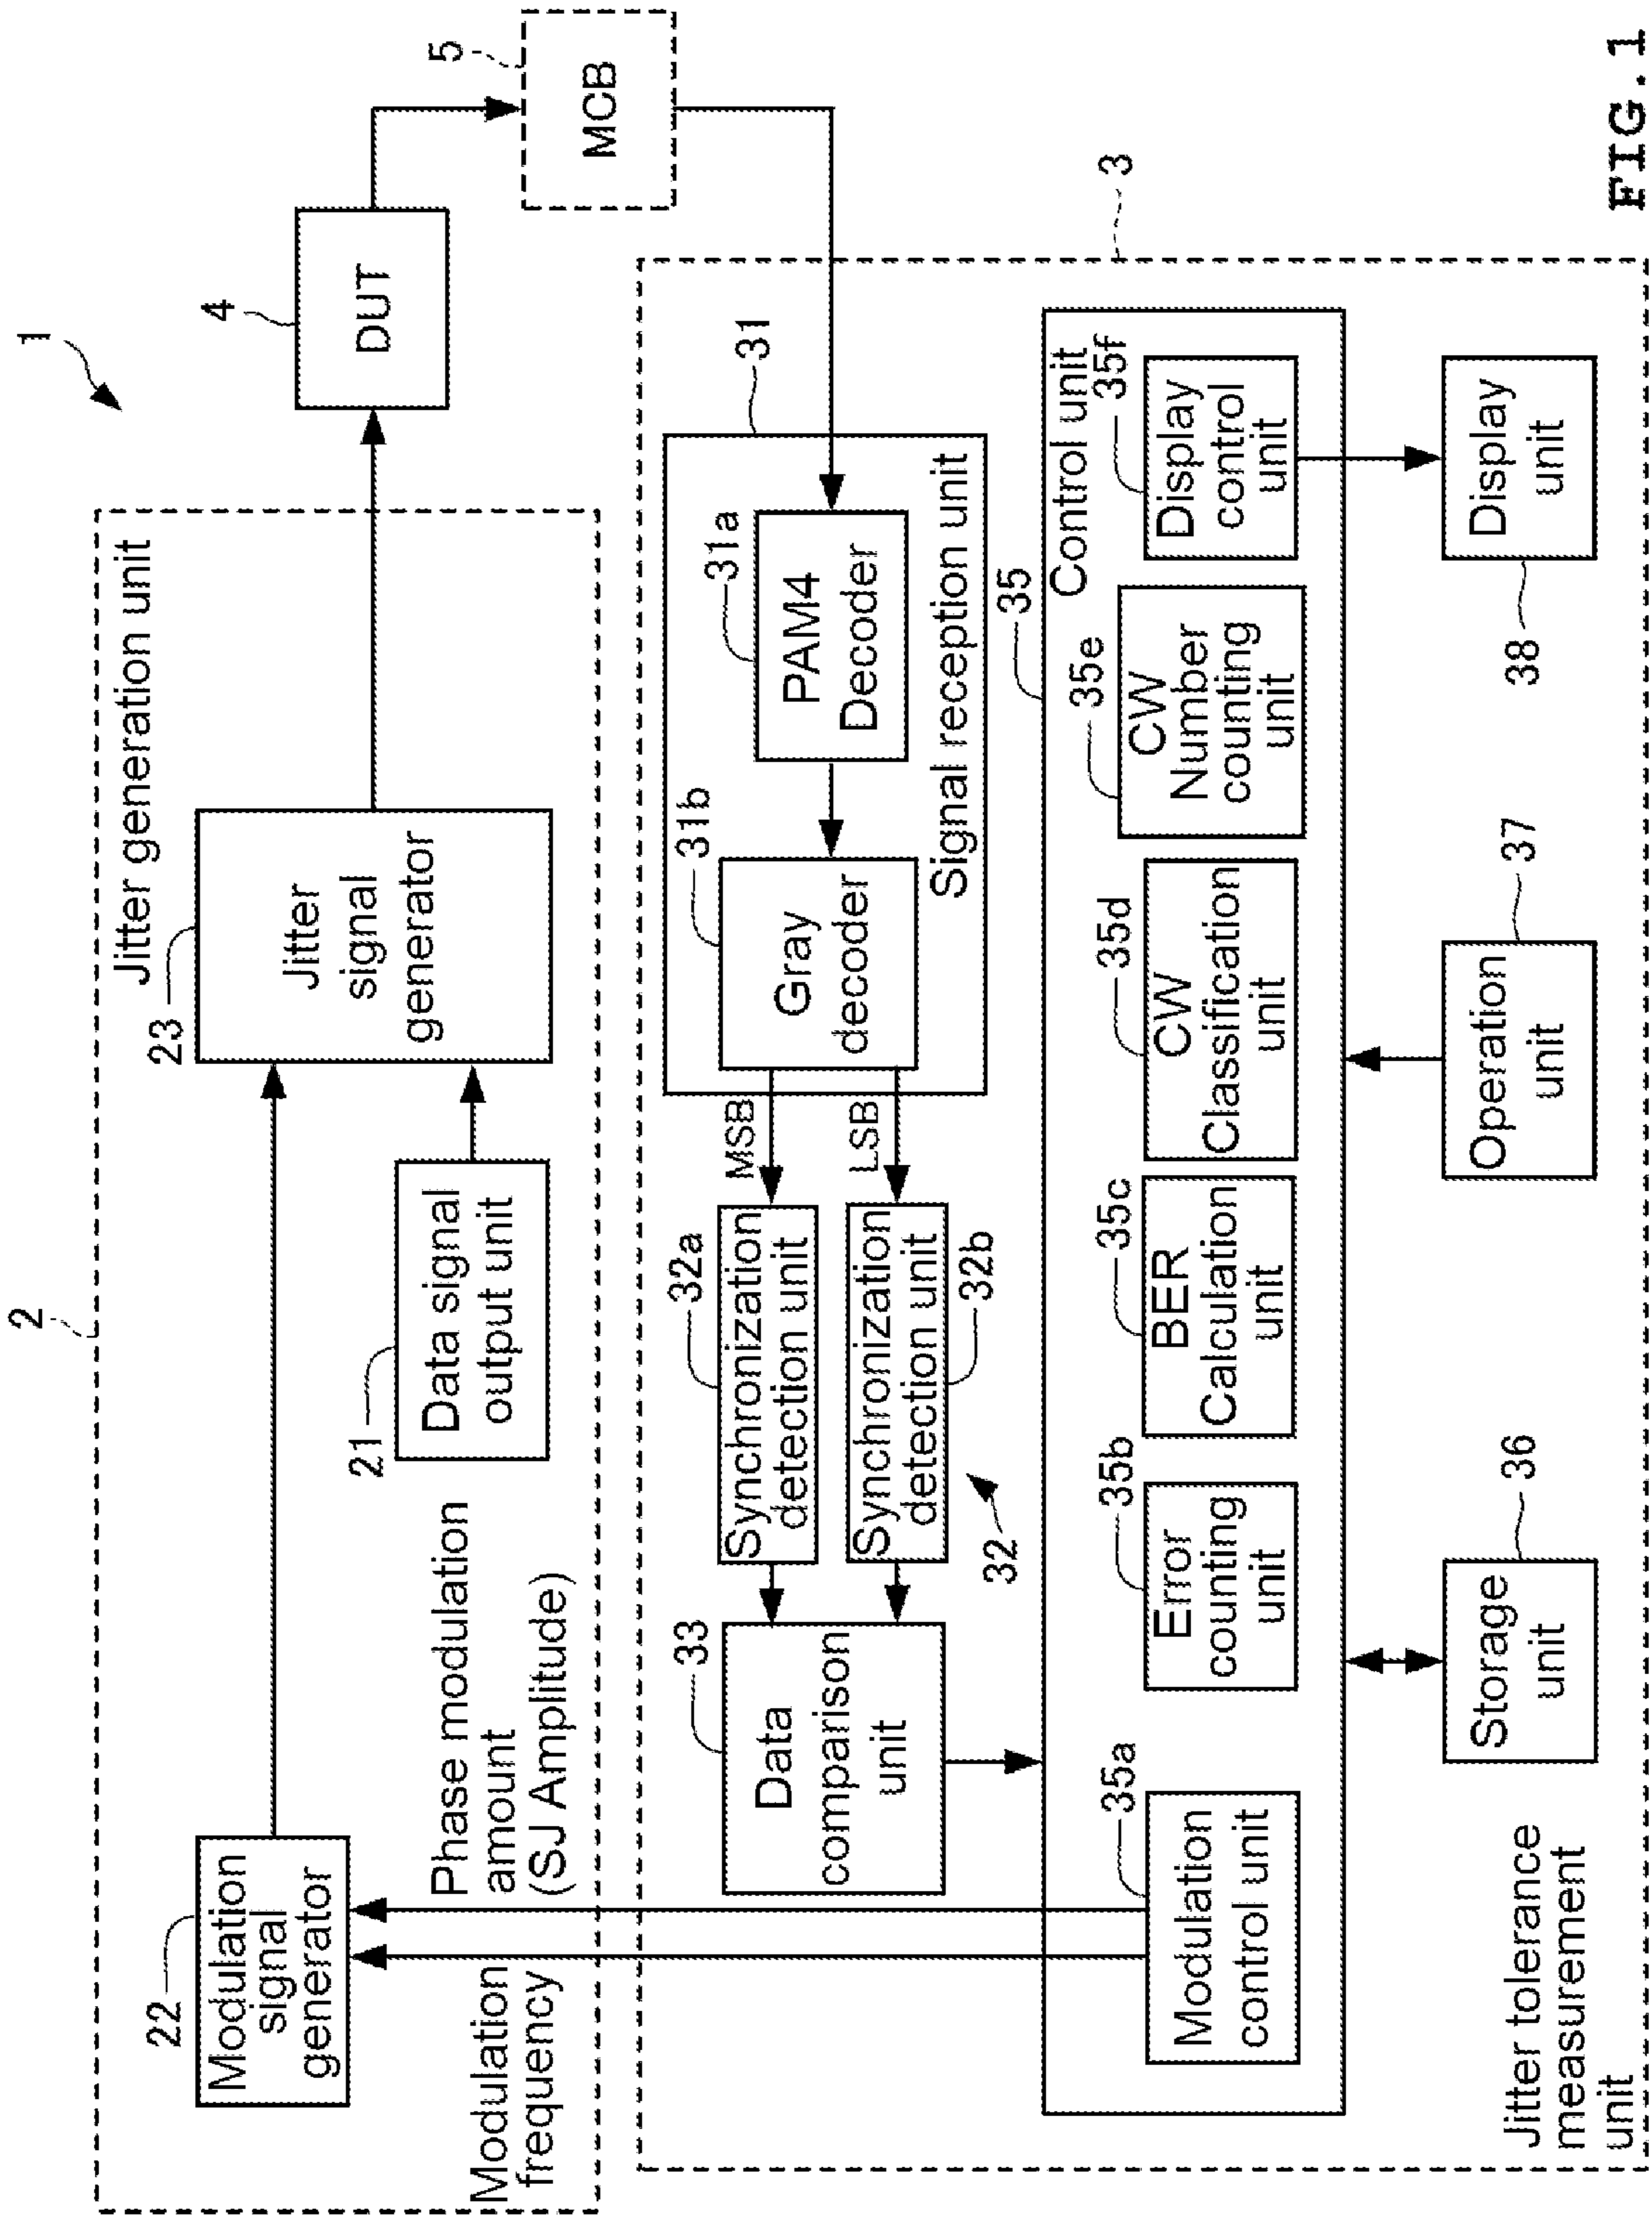 1
2
Jitter generation unit
22
Modulation
signal
generator
23
Jitter
signal
generator
4
DUT
21
Data signal
output unit
5
MCB
Modulation
frequency
Phase modulation
amount
(SJ Amplitude)
3
33
Data
comparison
unit
32a
Synchronization
detection unit
MSB
32b
Synchronization
detection unit
LSB
32
31
31b
Gray
decoder
31a
PAM4
Decoder
Signal reception unit
35
Control unit
35a
Modulation
control unit
35b
Error
counting
unit
35c
BER
Calculation
unit
35d
CW
Classification
unit
35e
CW
Number
counting
unit
35f
Display
control
unit
36
Storage
unit
37
Operation
unit
38
Display
unit
Jitter tolerance
measurement
unit
FIG. 1